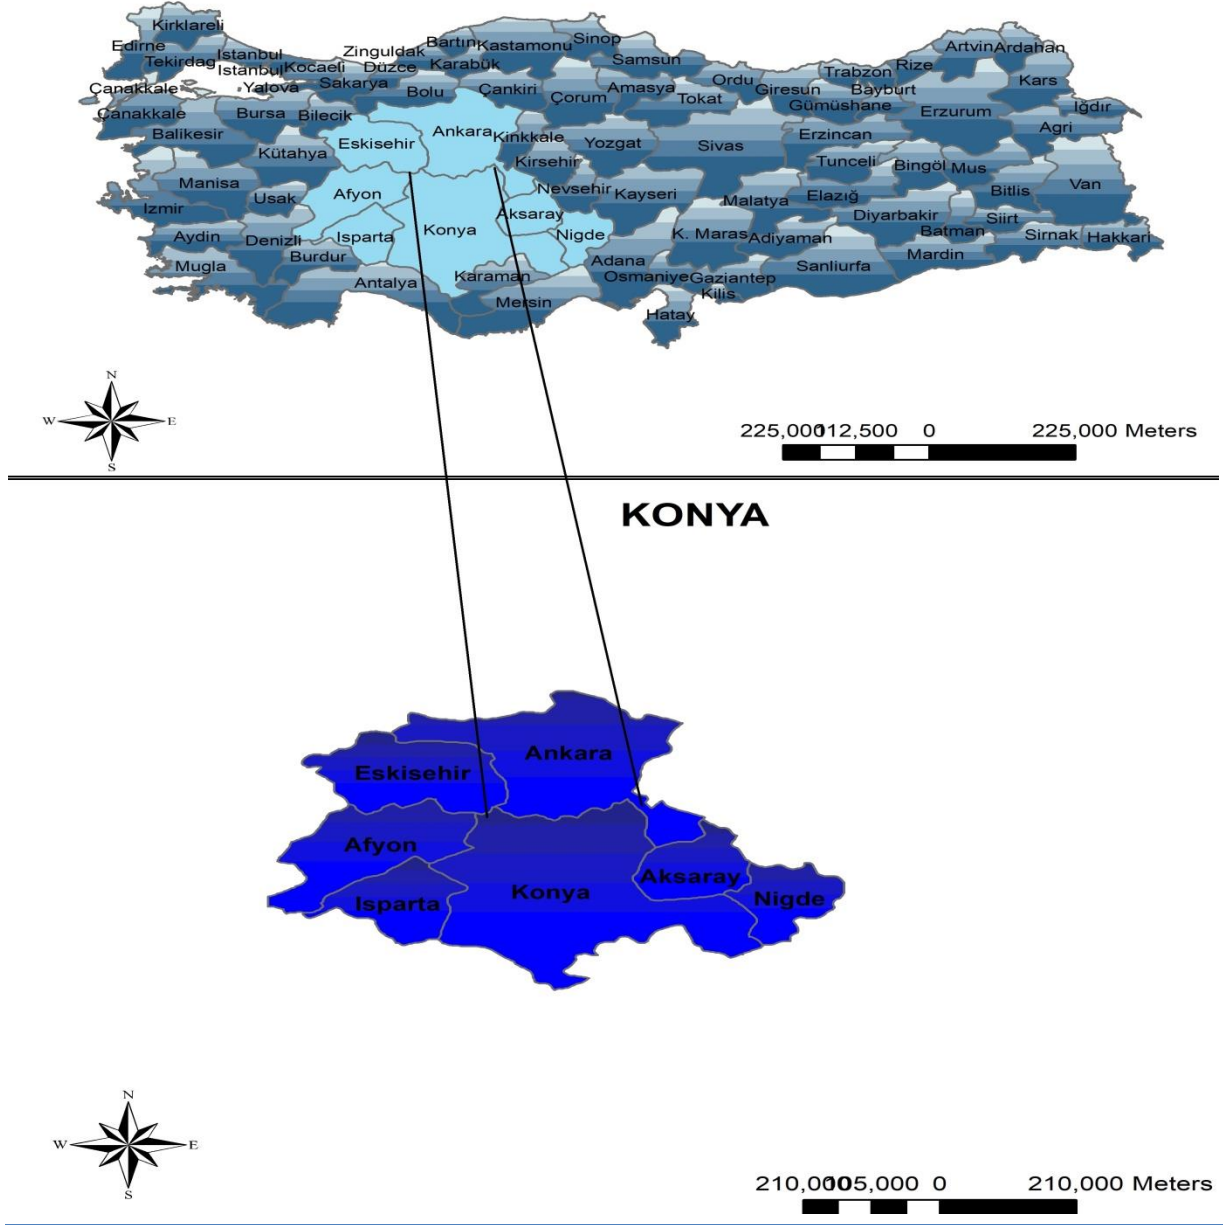 Kirklareli
Edirne
Tekirdag
Istanbul
Istanbul
Kocaeli
Yalova
Sakarya
Zinguldak
Düzce
Bartın
Karabük
Kastamonu
Sinop
Samsun
Bolu
Çankiri
Çorum
Amasya
Tokat
Ordu
Giresun
Trabzon
Rize
Artvin
Ardahan
Bayburt
Gümüshane
Kars
Erzurum
Iğdır
Agri
Çanakkale
Çanakkale
Balikesir
Bursa
Bilecik
Kütahya
Eskisehir
Ankara
Kinkkale
Kirsehir
Yozgat
Sivas
Erzincan
Tunceli
Bingöl
Mus
Bitlis
Van
Manisa
Izmir
Usak
Afyon
Nevsehir
Kayseri
Malatya
Elazığ
Diyarbakir
Batman
Siirt
Sirnak
Hakkari
Aydin
Denizli
Isparta
Konya
Aksaray
Nigde
K. Maras
Adiyaman
Mardin
Sanliurfa
Mugla
Burdur
Antalya
Karaman
Mersin
Adana
Osmaniye
Gaziantep
Kilis
Hatay
N
W E
S
225,000 112,500 0 225,000 Meters
KONYA
Ankara
Eskisehir
Afyon
Isparta
Konya
Aksaray
Nigde
N
W E
S
210,000 105,000 0 210,000 Meters